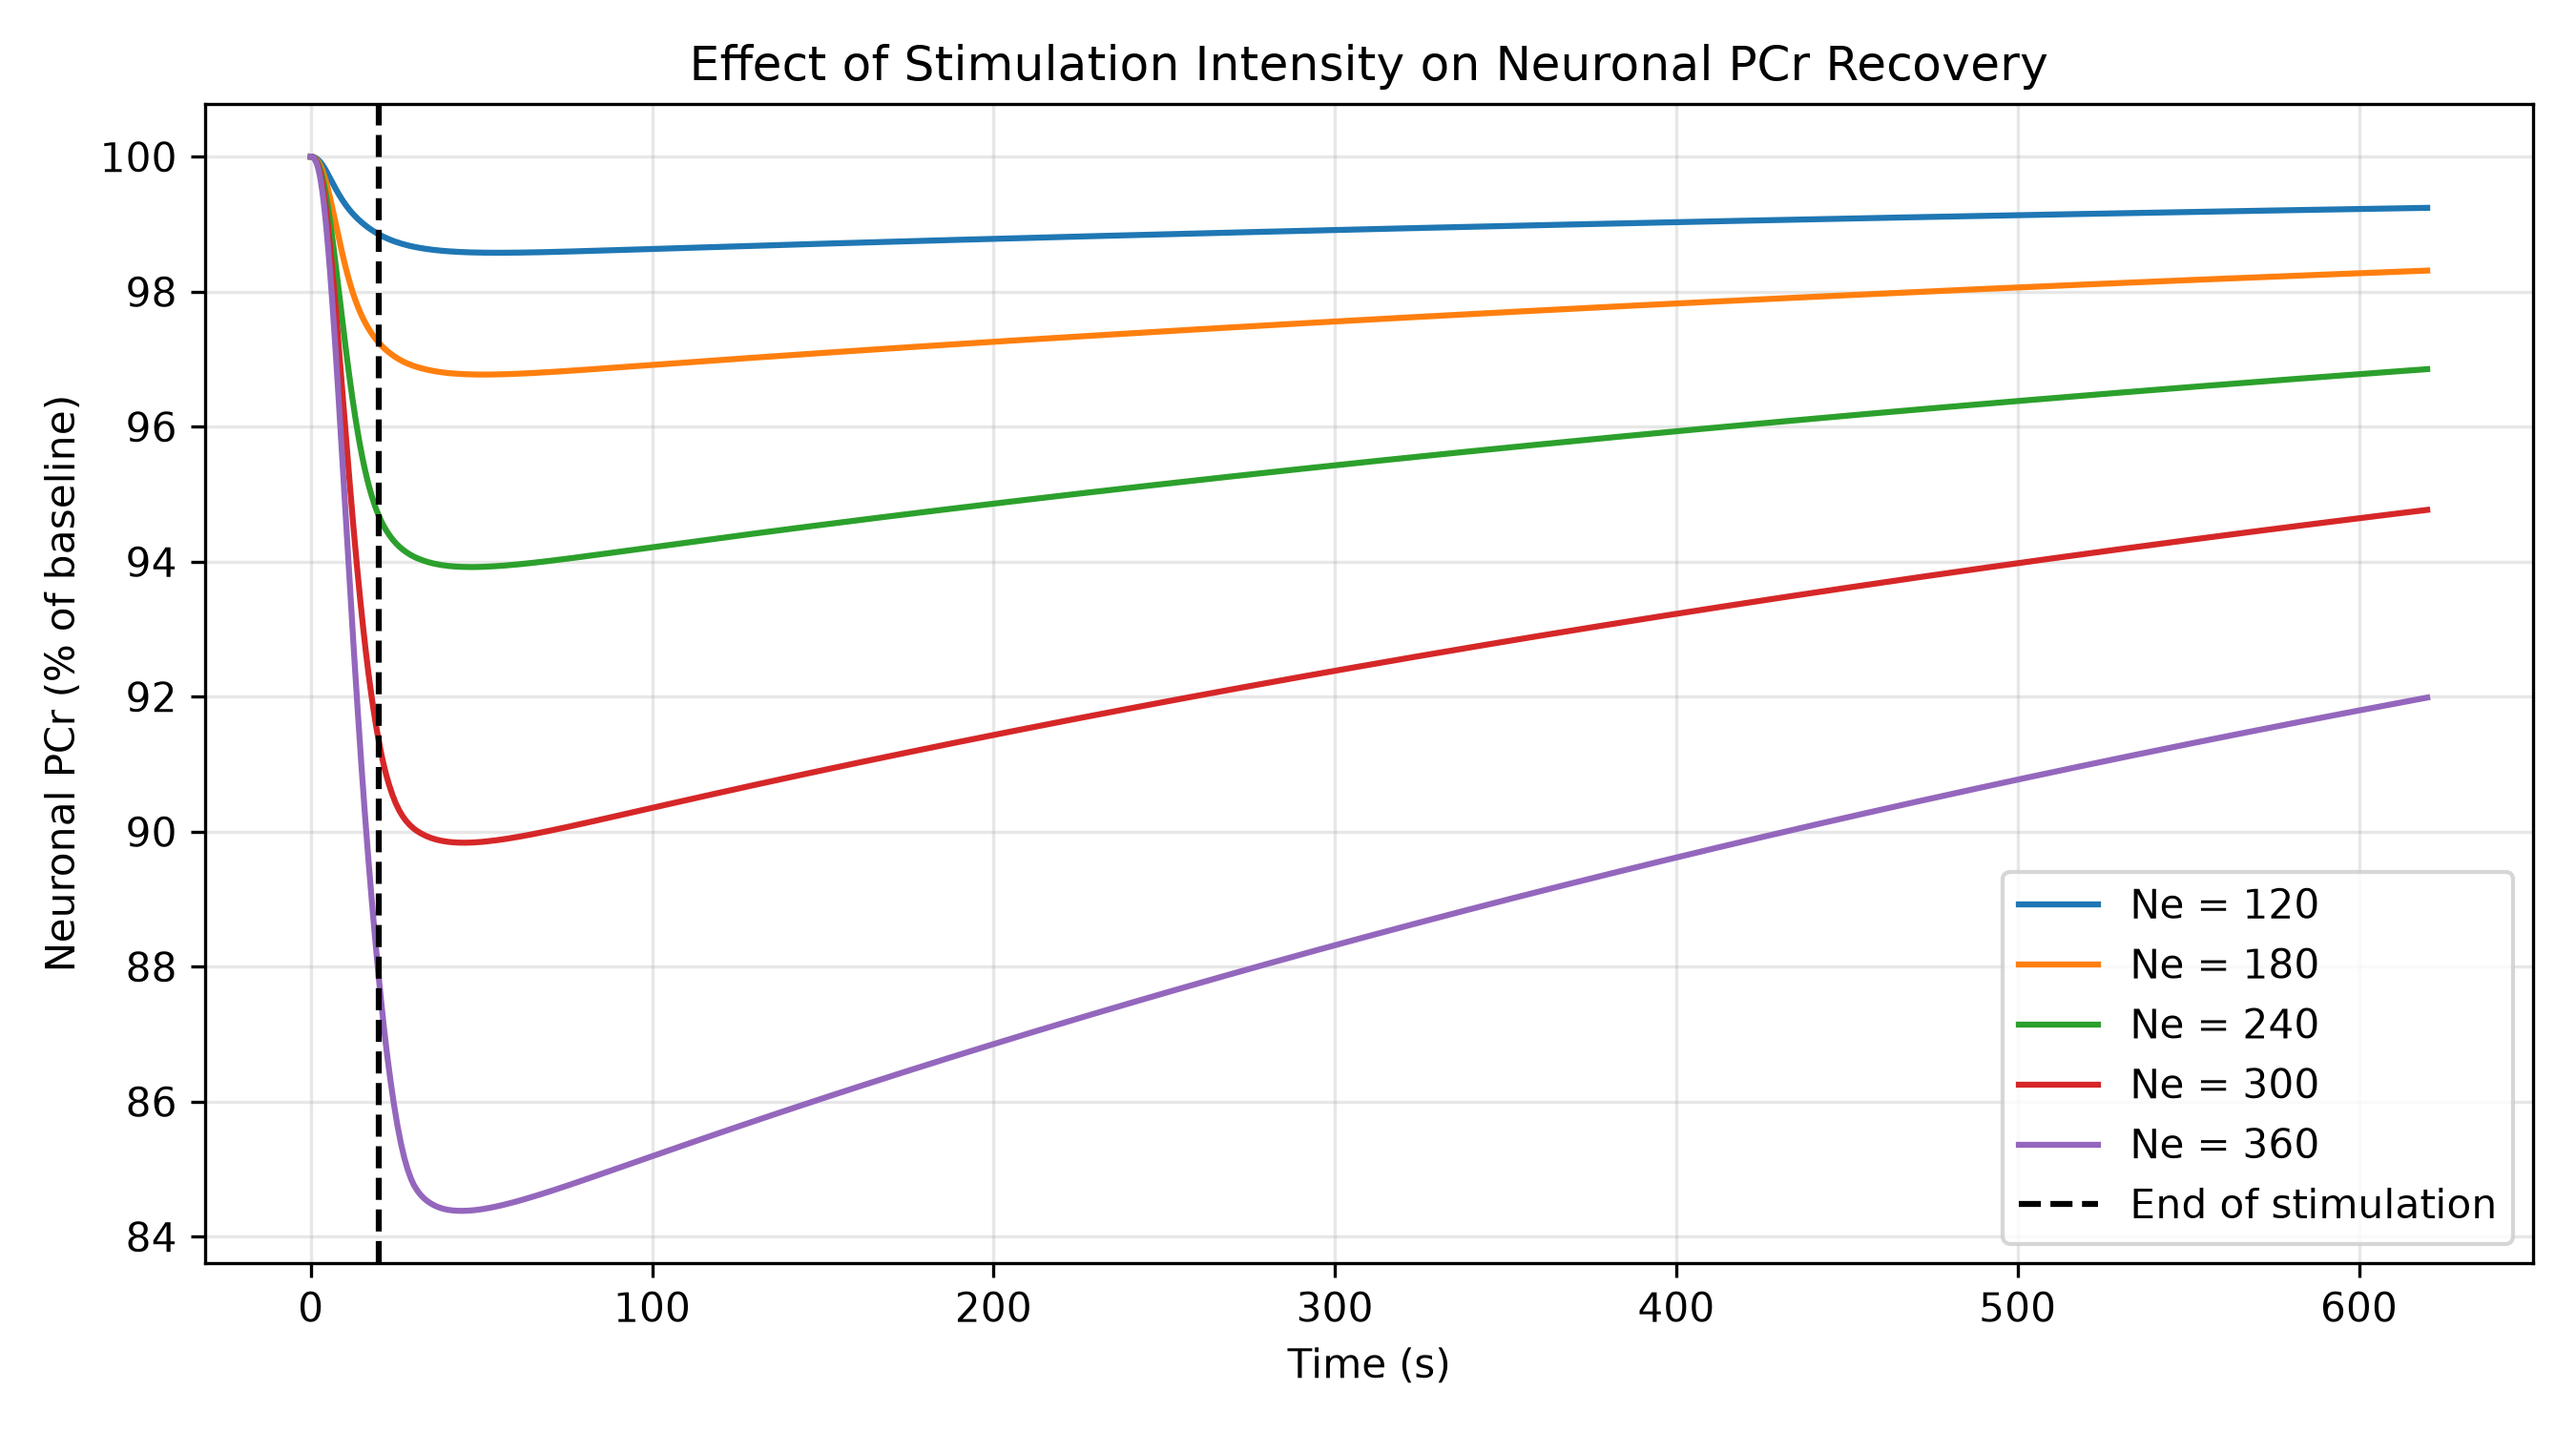 Effect of Stimulation Intensity on Neuronal PCr Recovery
Neuronal PCr (% of baseline)
100
98
96
94
92
90
88
86
84
0 100 200 300 400 500 600
Time (s)
Ne = 120
Ne = 180
Ne = 240
Ne = 300
Ne = 360
End of stimulation